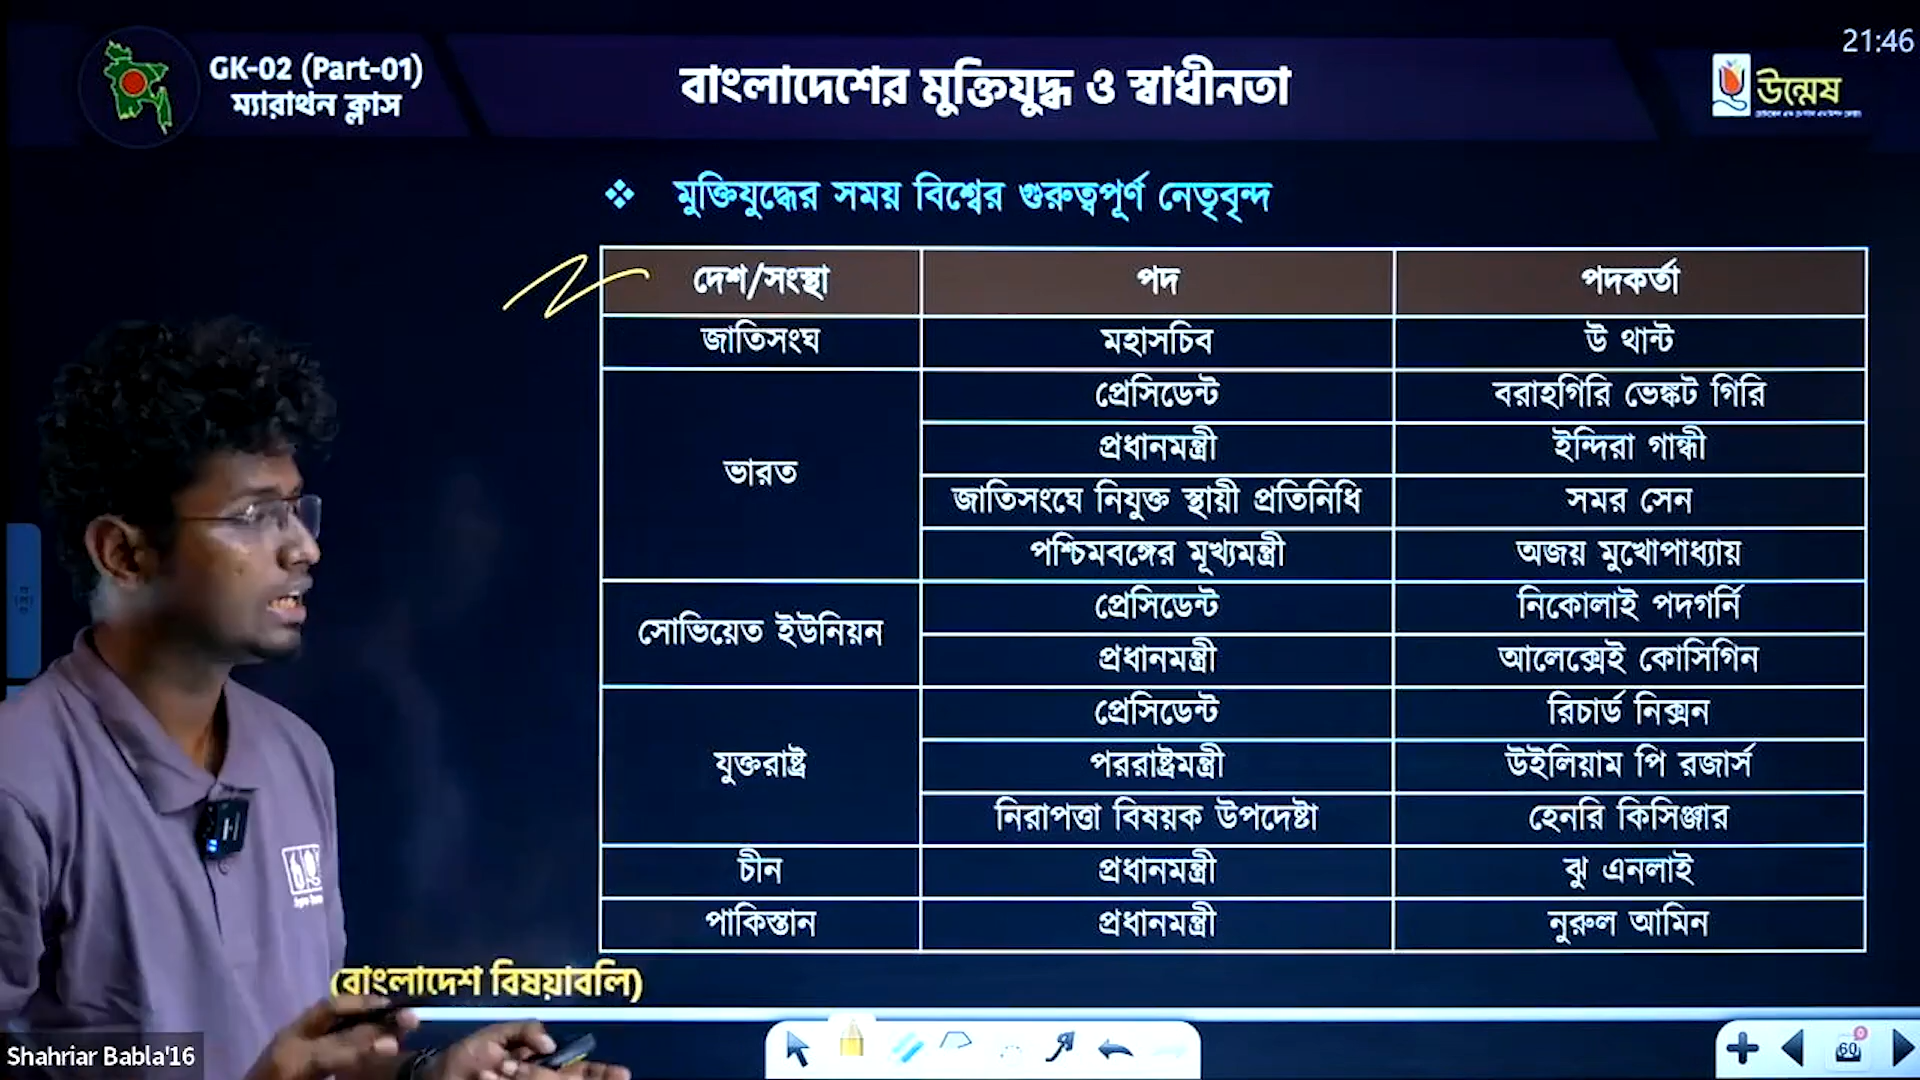 21:46
GK-02 (Part-01)
ম্যারাথন ক্লাস
বাংলাদেশের মুক্তিযুদ্ধ ও স্বাধীনতা
উন্মেষ
মুক্তিযুদ্ধের সময় বিশ্বের গুরুত্বপূর্ণ নেতৃবৃন্দ
দেশ/সংস্থা পদ পদকর্তা
জাতিসংঘ মহাসচিব উ থান্ট
ভারত প্রেসিডেন্ট বরাহগিরি ভেঙ্কট গিরি
প্রধানমন্ত্রী ইন্দিরা গান্ধী
জাতিসংঘে নিযুক্ত স্থায়ী প্রতিনিধি সমর সেন
পশ্চিমবঙ্গের মূখ্যমন্ত্রী অজয় মুখোপাধ্যায়
সোভিয়েত ইউনিয়ন প্রেসিডেন্ট নিকোলাই পদগর্নি
প্রধানমন্ত্রী আলেক্সেই কোসিগিন
যুক্তরাষ্ট্র প্রেসিডেন্ট রিচার্ড নিক্সন
পররাষ্ট্রমন্ত্রী উইলিয়াম পি রজার্স
নিরাপত্তা বিষয়ক উপদেষ্টা হেনরি কিসিঞ্জার
চীন প্রধানমন্ত্রী ঝু এনলাই
পাকিস্তান প্রধানমন্ত্রী নুরুল আমিন
(বাংলাদেশ বিষয়াবলি)
Shahriar Babla'16
60